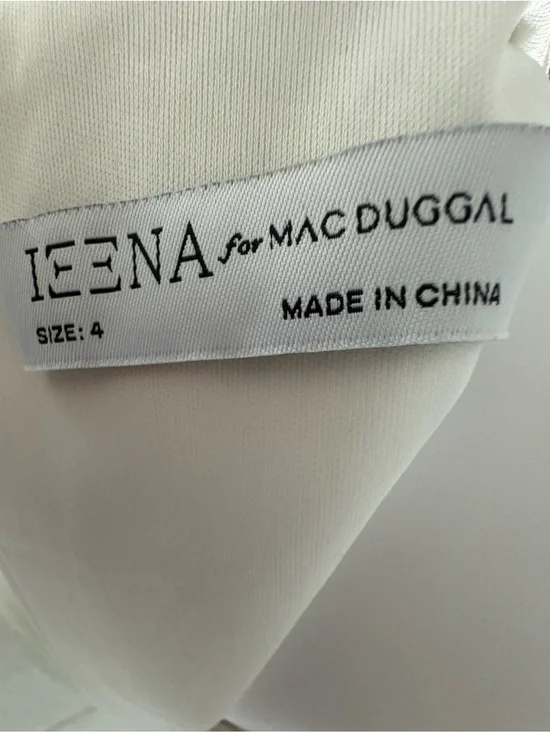 IEENA for MAC DUGGAL
SIZE: 4
MADE IN CHINA